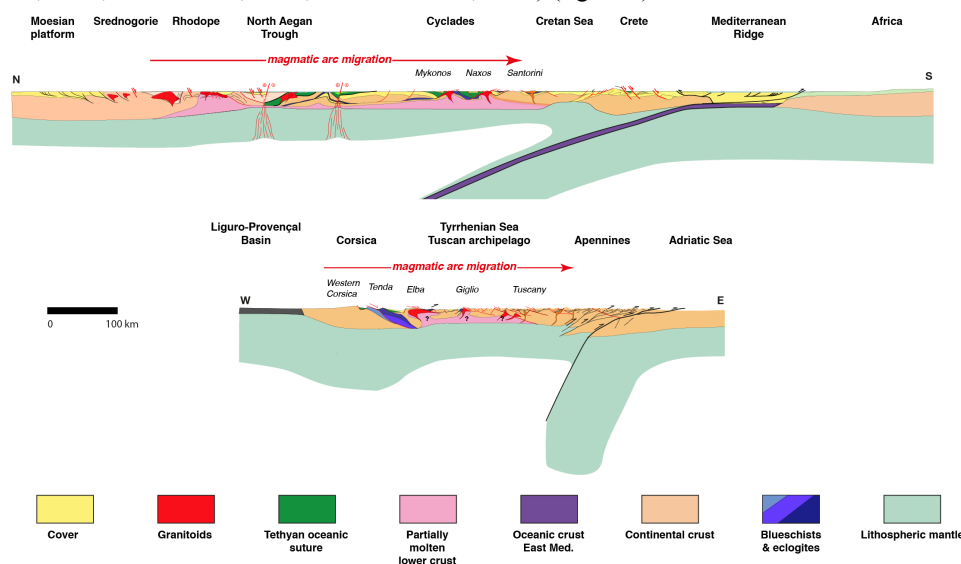 Moesian Srednogorie Rhodope North Aegan Cyclades Cretan Sea Crete Mediterranean Africa
platform Trough Ridge
magmatic arc migration
Mykonos Naxos Santorini
N S
Liguro-Provençal Tyrrhenian Sea
Basin Corsica Tuscan archipelago Apennines Adriatic Sea
magmatic arc migration
Western
Corsica Tenda Elba Giglio Tuscany
W E
0 100 km
? ? ?
Cover Granitoids Tethyan oceanic Partially Oceanic crust Continental crust Blueschists Lithospheric mantle
suture molten East Med. & eclogites
lower crust